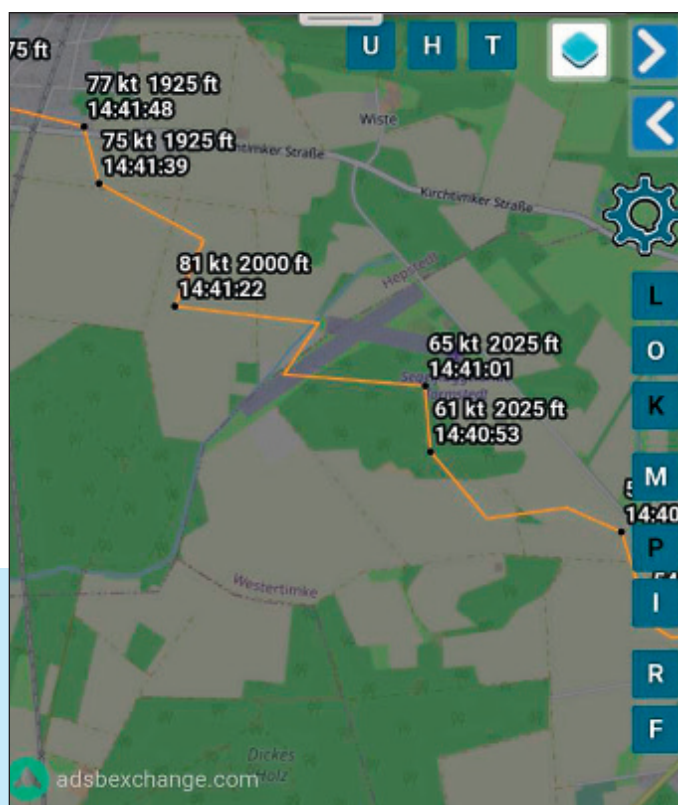 75 ft
U H T
77 kt 1925 ft
14:41:48
75 kt 1925 ft
14:41:39
Wiste
Kirchtimker Straße
Hepstedt
81 kt 2000 ft
14:41:22
65 kt 2025 ft
14:41:01
61 kt 2025 ft
14:40:53
14:40
L
O
K
M
P
I
R
F
Westertimke
Dickes
Holz
adsbexchange.com